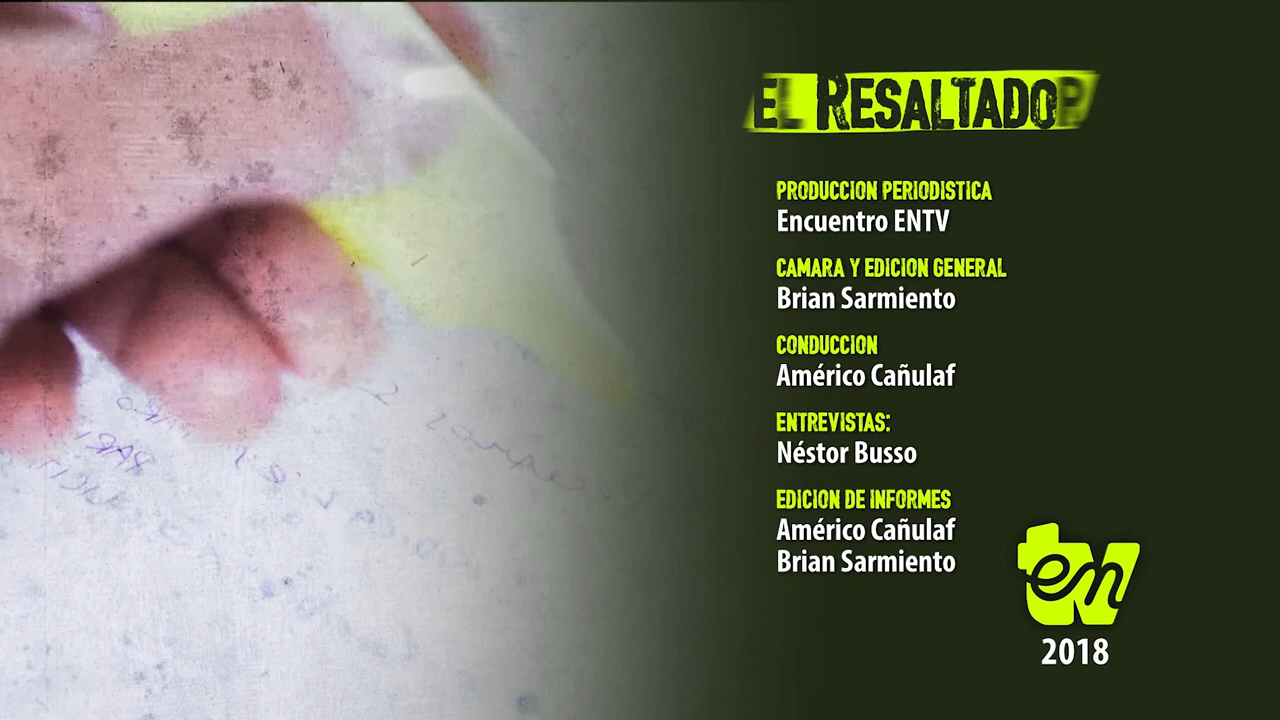 EL RESALTADOR
PRODUCCION PERIODISTICA
Encuentro ENTV
CAMARA Y EDICION GENERAL
Brian Sarmiento
CONDUCCION
Américo Cañulaf
ENTREVISTAS:
Néstor Busso
EDICION DE INFORMES
Américo Cañulaf
Brian Sarmiento
en tv
2018